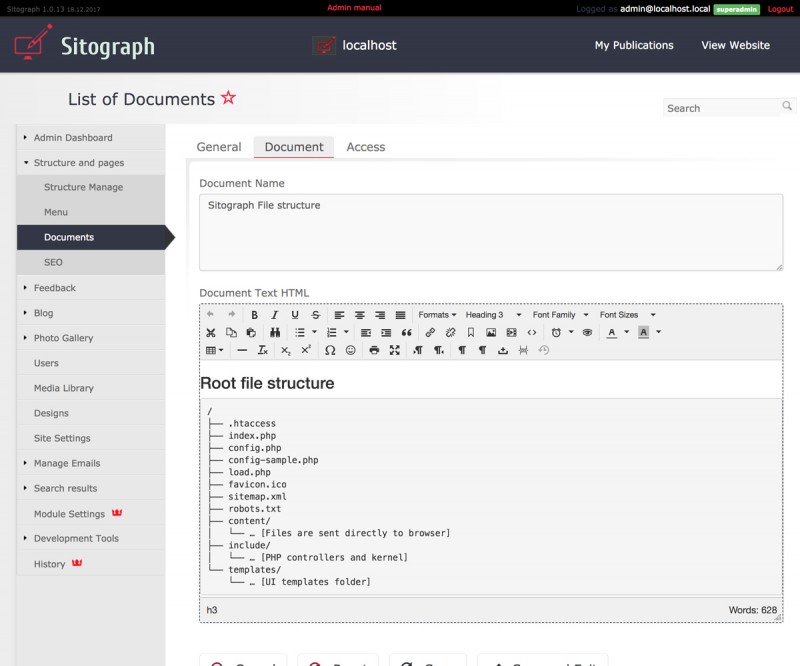 Sitograph 1.0.13 18.12.2017
Admin manual
Logged as admin@localhost.local superadmin Logout
Sitograph
localhost
My Publications
View Website
List of Documents
Search
Admin Dashboard
Structure and pages
Structure Manage
Menu
Documents
SEO
Feedback
Blog
Photo Gallery
Users
Media Library
Designs
Site Settings
Manage Emails
Search results
Module Settings
Development Tools
History
General Document Access
Document Name
Sitograph File structure
Document Text HTML
Formats Heading 3 Font Family Font Sizes
Root file structure
/
├── .htaccess
├── index.php
├── config.php
├── config-sample.php
├── load.php
├── favicon.ico
├── sitemap.xml
├── robots.txt
├── content/
│   └── … [Files are sent directly to browser]
├── include/
│   └── … [PHP controllers and kernel]
└── templates/
    └── … [UI templates folder]
h3
Words: 628